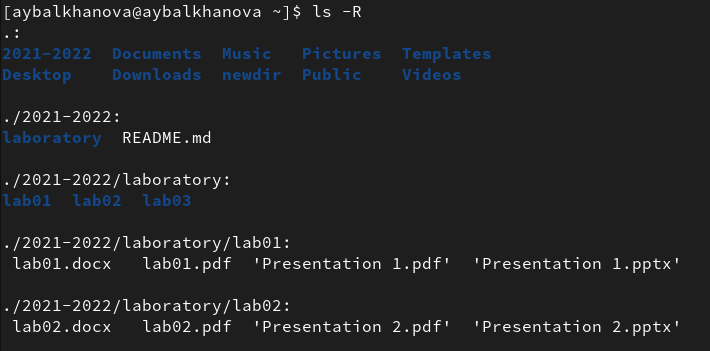 [aybalkhanova@aybalkhanova ~]$ ls -R
.:
2021-2022  Documents  Music   Pictures  Templates
Desktop    Downloads  newdir  Public    Videos

./2021-2022:
laboratory  README.md

./2021-2022/laboratory:
lab01  lab02  lab03

./2021-2022/laboratory/lab01:
 lab01.docx   lab01.pdf  'Presentation 1.pdf'  'Presentation 1.pptx'

./2021-2022/laboratory/lab02:
 lab02.docx   lab02.pdf  'Presentation 2.pdf'  'Presentation 2.pptx'